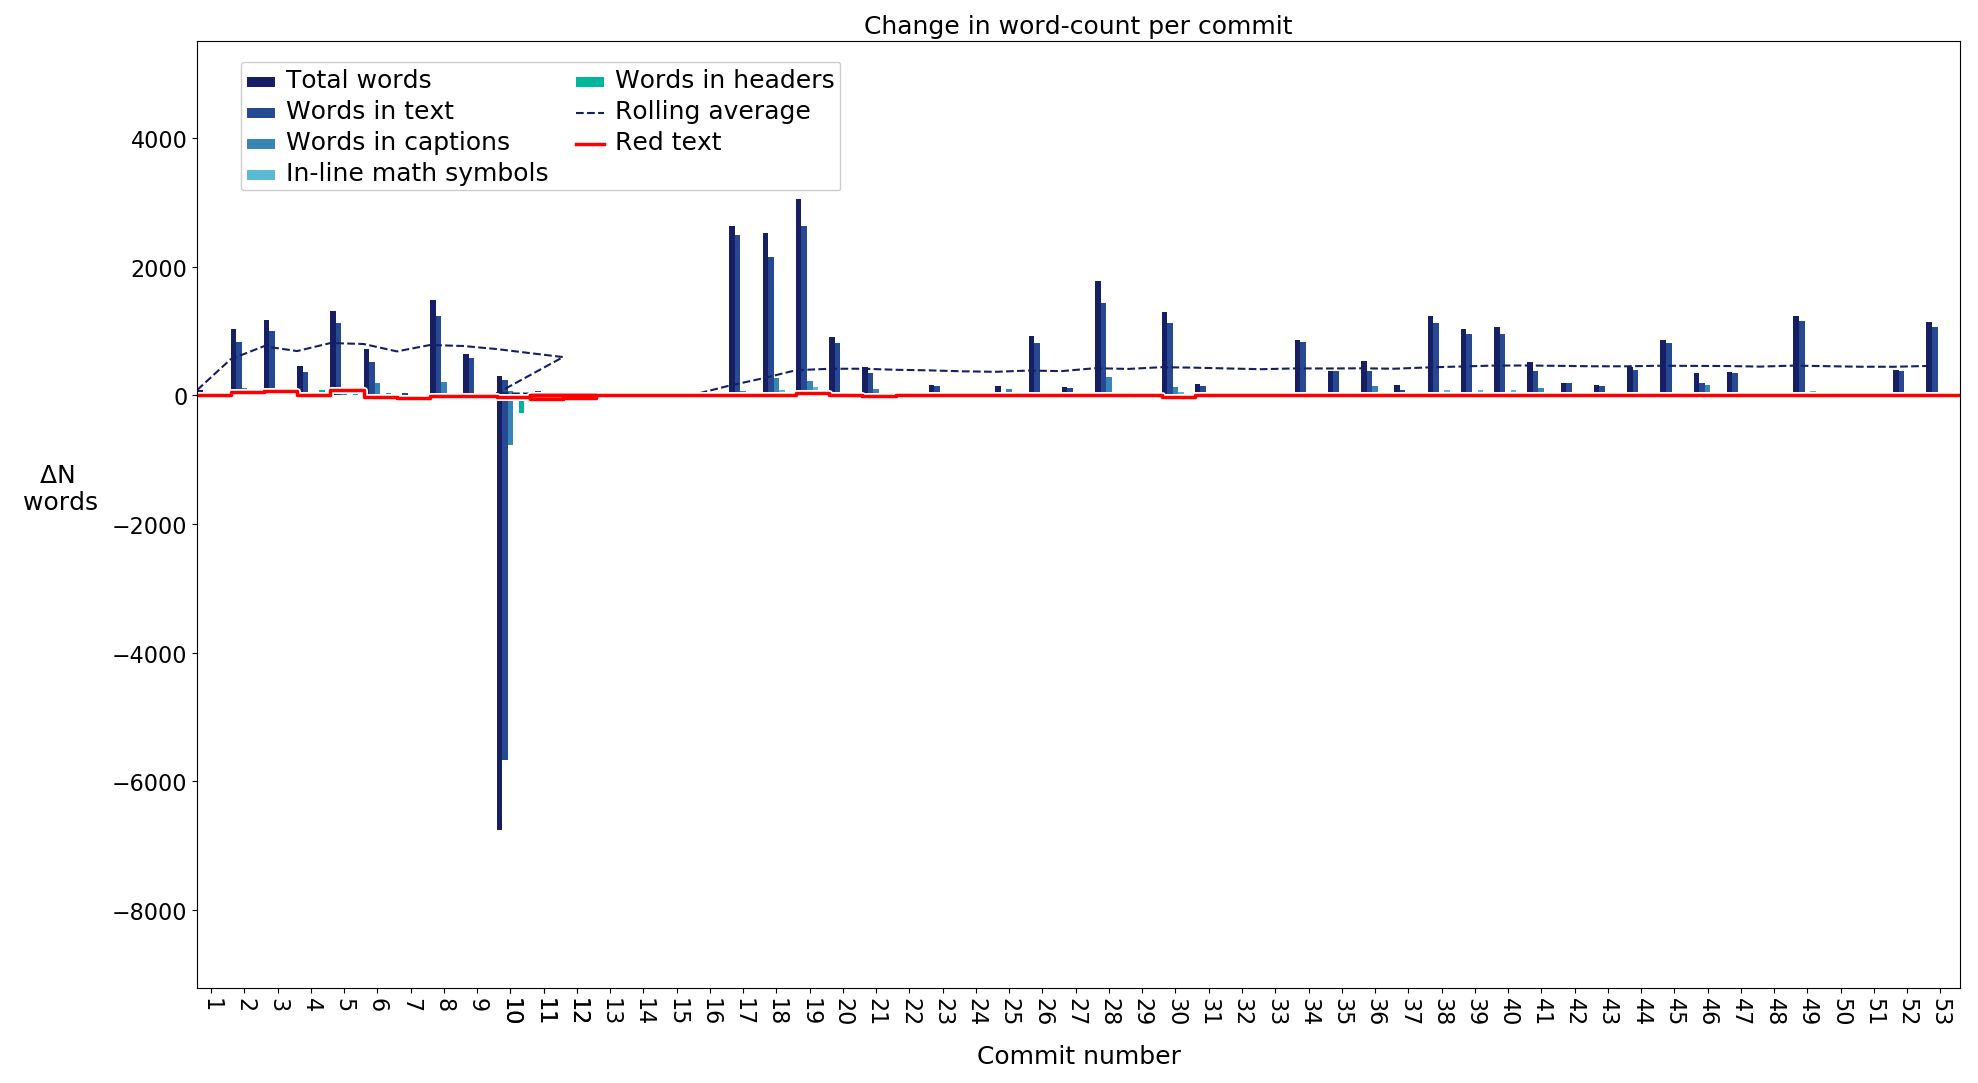 Change in word-count per commit
Total words
Words in text
Words in captions
In-line math symbols
Words in headers
Rolling average
Red text
4000
2000
0
−2000
−4000
−6000
−8000
ΔN
words
1 2 3 4 5 6 7 8 9 10 11 12 13 14 15 16 17 18 19 20 21 22 23 24 25 26 27 28 29 30 31 32 33 34 35 36 37 38 39 40 41 42 43 44 45 46 47 48 49 50 51 52 53
Commit number